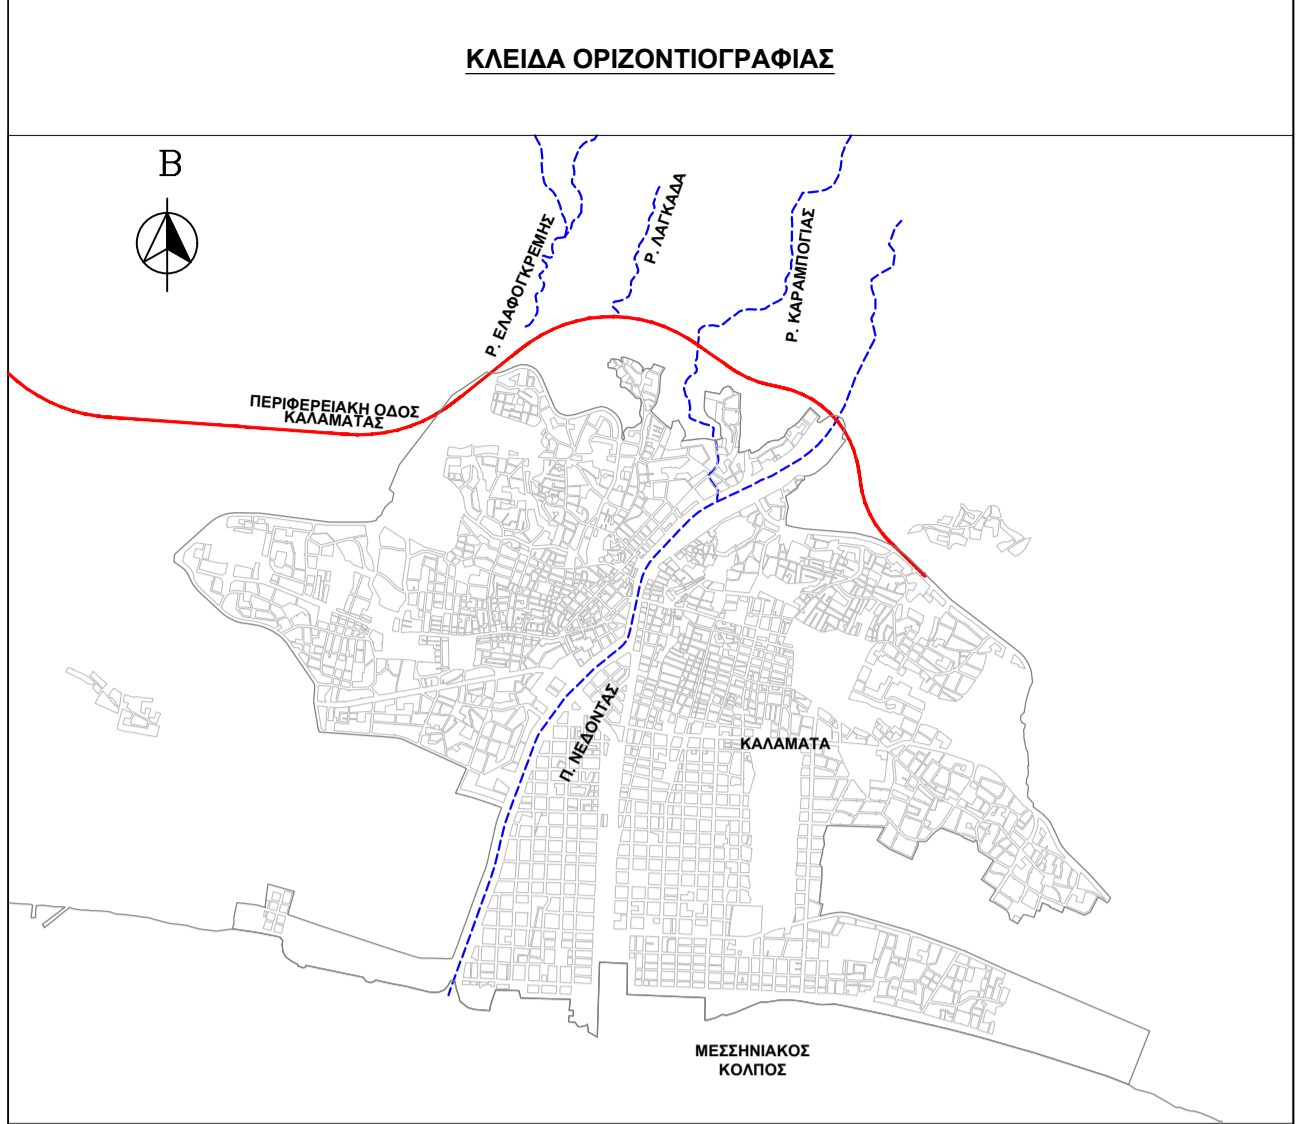 ΚΛΕΙΔΑ ΟΡΙΖΟΝΤΙΟΓΡΑΦΙΑΣ
Β
Ρ. ΕΛΑΦΟΓΚΡΕΜΗΣ
Ρ. ΛΑΓΚΑΔΑ
Ρ. ΚΑΡΑΜΠΟΓΙΑΣ
ΠΕΡΙΦΕΡΕΙΑΚΗ ΟΔΟΣ
ΚΑΛΑΜΑΤΑΣ
Π. ΝΕΔΟΝΤΑΣ
ΚΑΛΑΜΑΤΑ
ΜΕΣΣΗΝΙΑΚΟΣ
ΚΟΛΠΟΣ